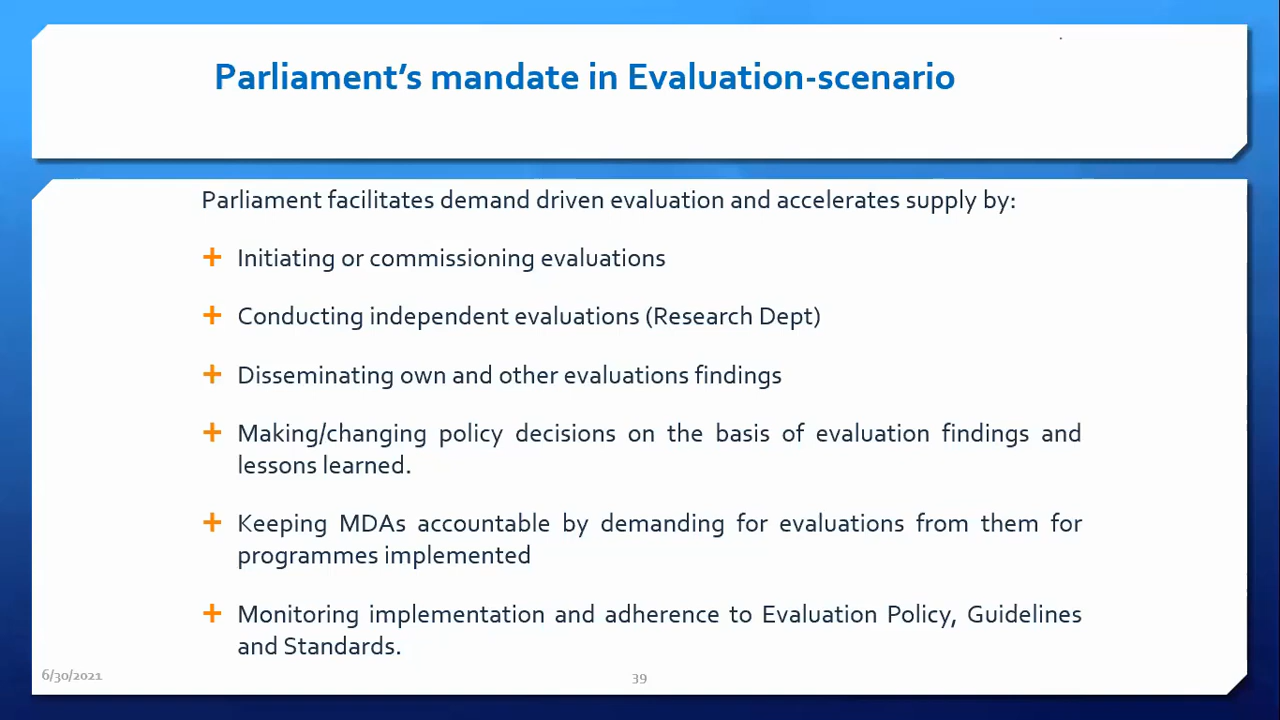 Parliament’s mandate in Evaluation-scenario
Parliament facilitates demand driven evaluation and accelerates supply by:
Initiating or commissioning evaluations
Conducting independent evaluations (Research Dept)
Disseminating own and other evaluations findings
Making/changing policy decisions on the basis of evaluation findings and
lessons learned.
Keeping MDAs accountable by demanding for evaluations from them for
programmes implemented
Monitoring implementation and adherence to Evaluation Policy, Guidelines
and Standards.
6/30/2021
39